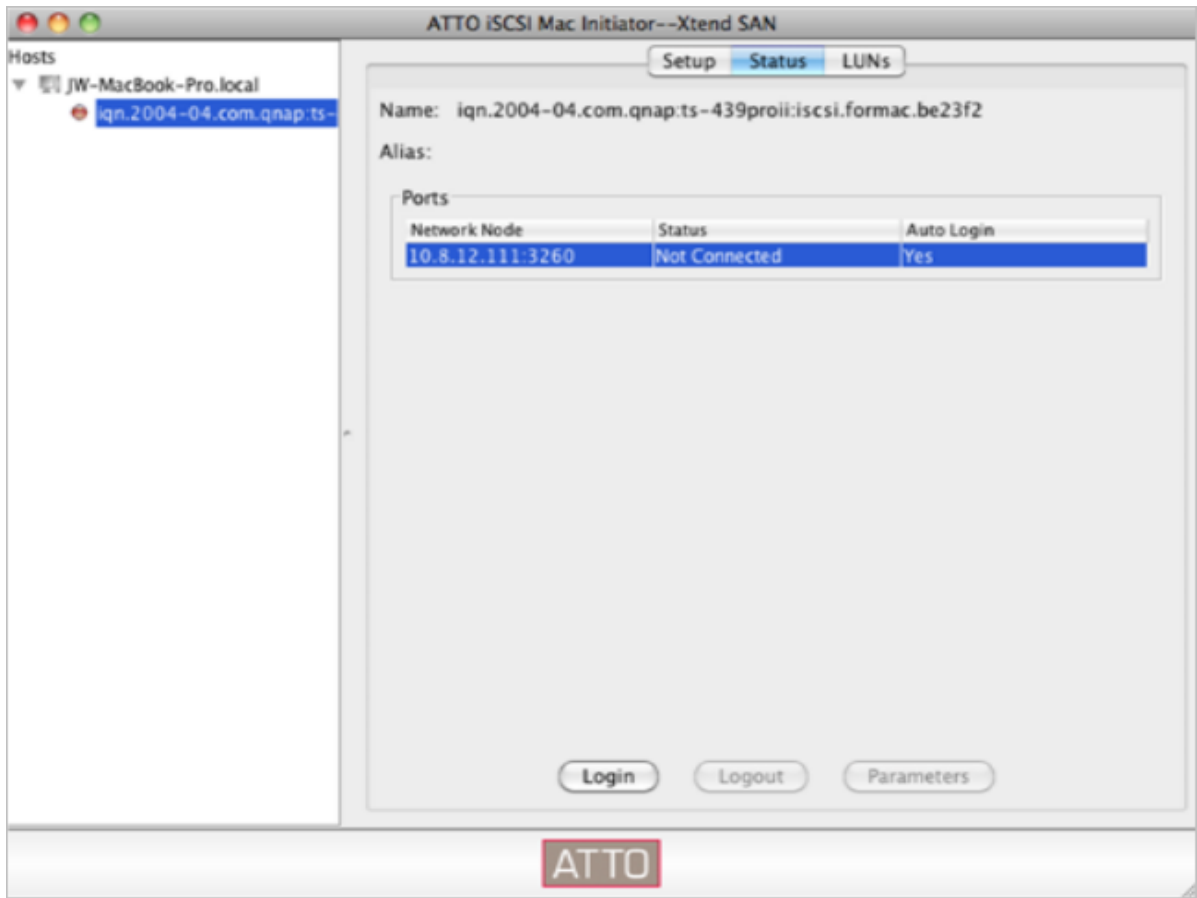 ATTO iSCSI Mac Initiator--Xtend SAN
Hosts
JW-MacBook-Pro.local
iqn.2004-04.com.qnap:ts-
Setup Status LUNs
Name: iqn.2004-04.com.qnap:ts-439proii:iscsi.formac.be23f2
Alias:
Ports
Network Node Status Auto Login
10.8.12.111:3260 Not Connected Yes
Login Logout Parameters
ATTO